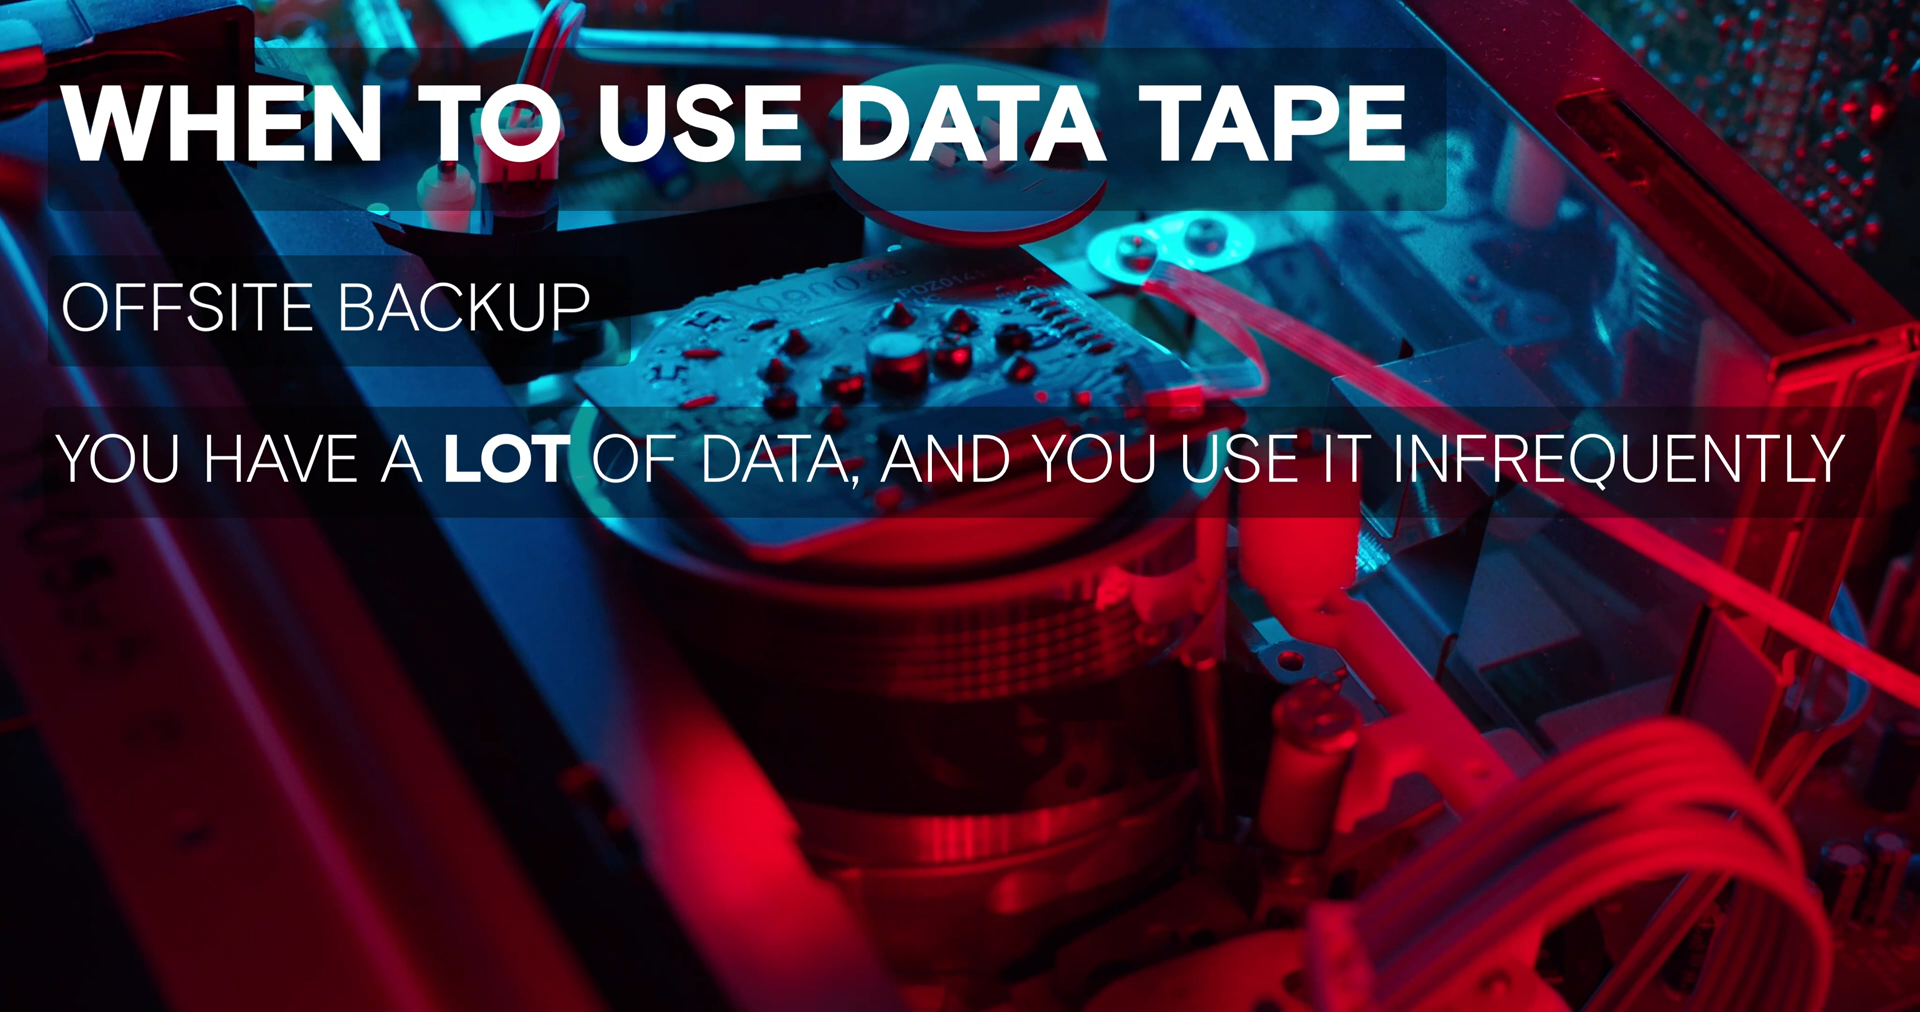 WHEN TO USE DATA TAPE
OFFSITE BACKUP
YOU HAVE A LOT OF DATA, AND YOU USE IT INFREQUENTLY